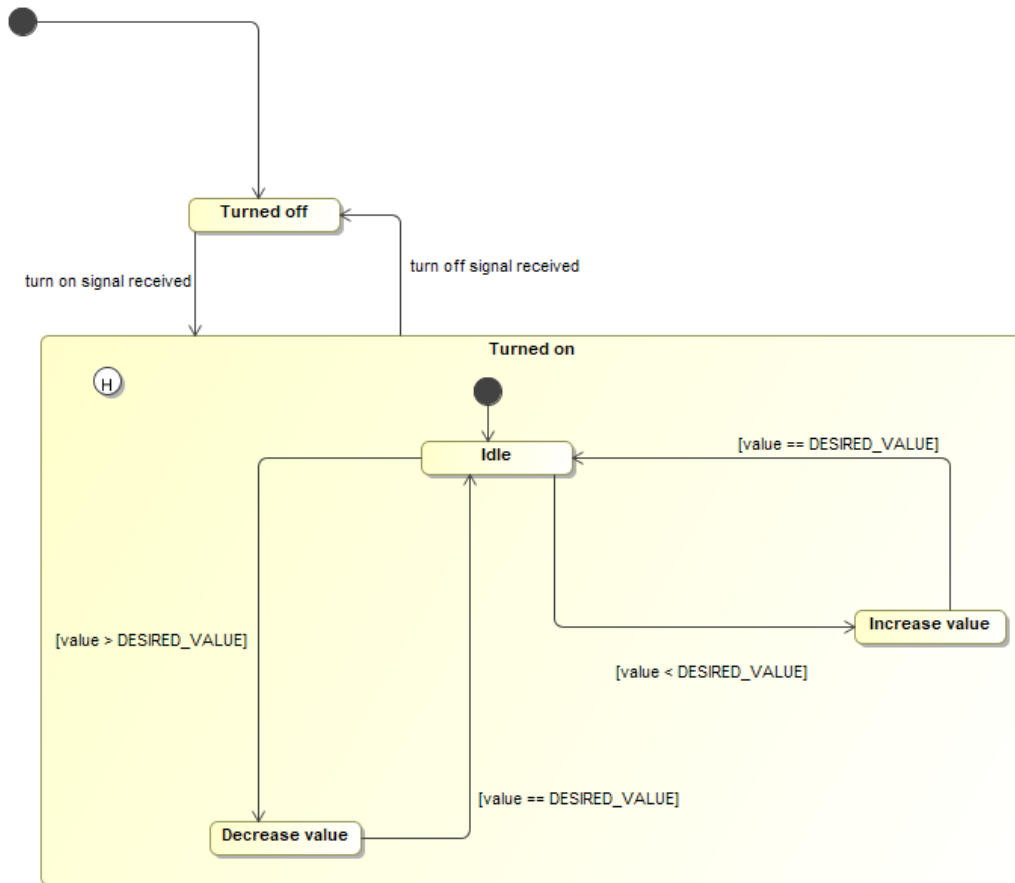 Turned off
turn on signal received
turn off signal received
Turned on
H
Idle
[value == DESIRED_VALUE]
[value > DESIRED_VALUE]
Increase value
[value < DESIRED_VALUE]
[value == DESIRED_VALUE]
Decrease value